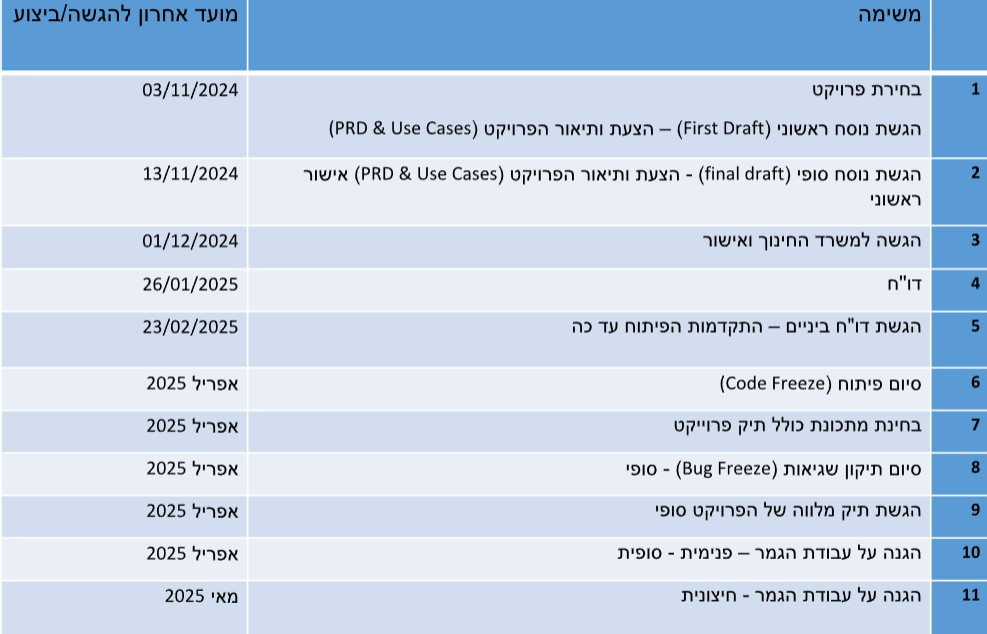 משימה
מועד אחרון להגשה/ביצוע
1
בחירת פרויקט
03/11/2024
הגשת נוסח ראשוני (First Draft) – הצעת ותיאור הפרויקט (PRD & Use Cases)
2
הגשת נוסח סופי (final draft) - הצעת ותיאור הפרויקט (PRD & Use Cases) אישור
ראשוני
13/11/2024
3
הגשה למשרד החינוך ואישור
01/12/2024
4
דו"ח
26/01/2025
5
הגשת דו"ח ביניים – התקדמות הפיתוח עד כה
23/02/2025
6
סיום פיתוח (Code Freeze)
אפריל 2025
7
בחינת מתכונת כולל תיק פרוייקט
אפריל 2025
8
סיום תיקון שגיאות (Bug Freeze) - סופי
אפריל 2025
9
הגשת תיק מלווה של הפרויקט סופי
אפריל 2025
10
הגנה על עבודת הגמר – פנימית - סופית
אפריל 2025
11
הגנה על עבודת הגמר - חיצונית
מאי 2025